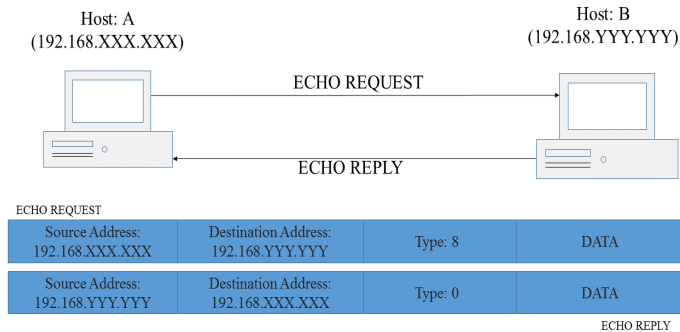 Host: A
(192.168.XXX.XXX)
Host: B
(192.168.YYY.YYY)
ECHO REQUEST
ECHO REPLY
ECHO REQUEST
Source Address:
192.168.XXX.XXX
Destination Address:
192.168.YYY.YYY
Type: 8
DATA
Source Address:
192.168.YYY.YYY
Destination Address:
192.168.XXX.XXX
Type: 0
DATA
ECHO REPLY